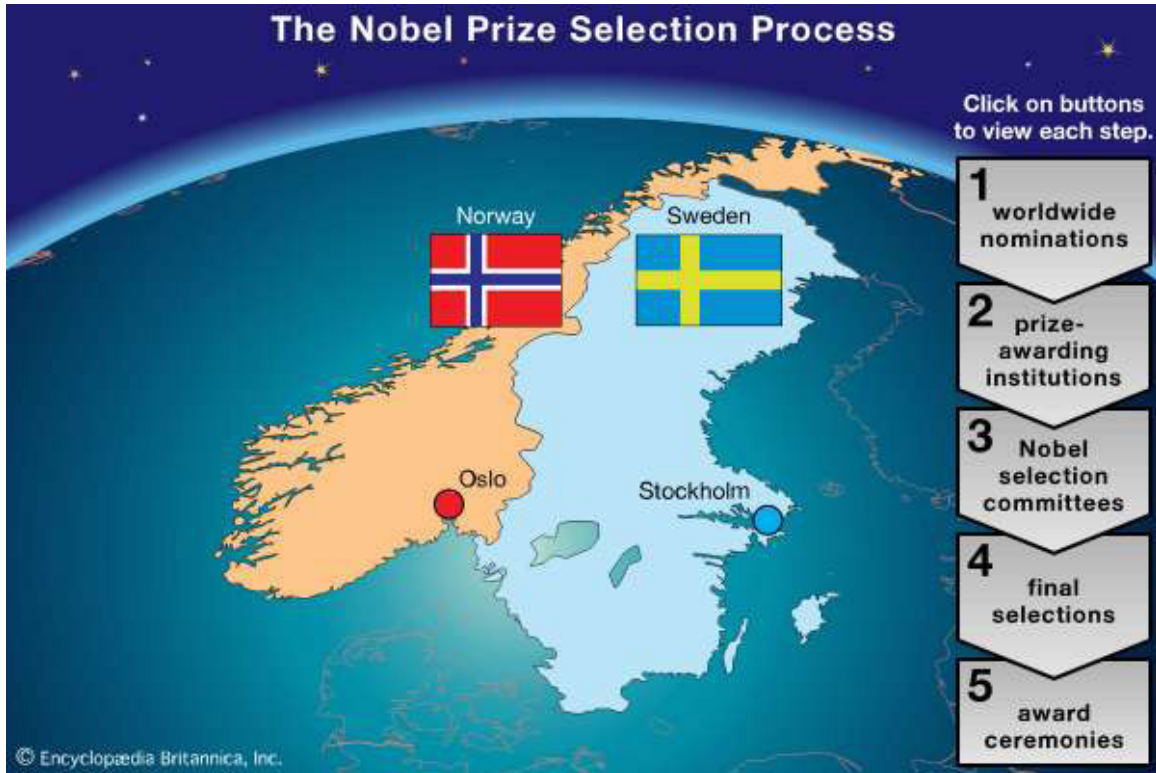 The Nobel Prize Selection Process
Click on buttons
to view each step.
Norway
Sweden
Oslo
Stockholm
1
worldwide
nominations
2
prize-
awarding
institutions
3
Nobel
selection
committees
4
final
selections
5
award
ceremonies
© Encyclopædia Britannica, Inc.